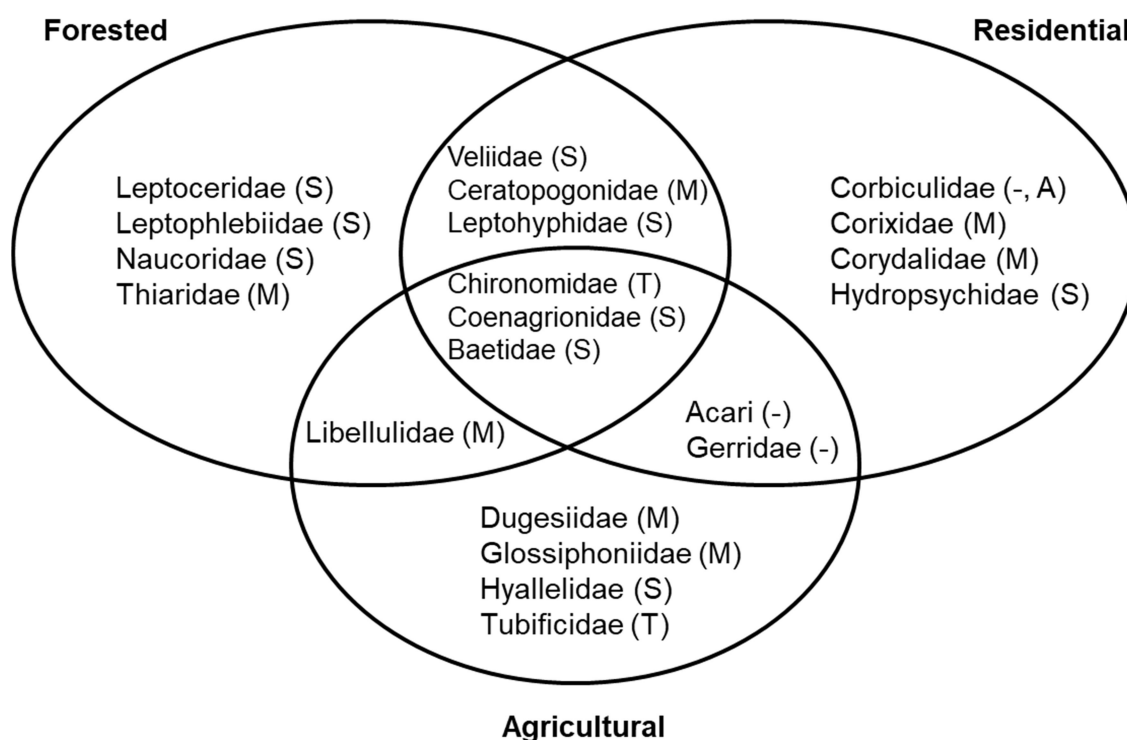 Forested
Residential
Leptoceridae (S)
Leptophlebiidae (S)
Naucoridae (S)
Thiaridae (M)
Veliidae (S)
Ceratopogonidae (M)
Leptohyphidae (S)
Corbiculidae (-, A)
Corixidae (M)
Corydalidae (M)
Hydropsychidae (S)
Chironomidae (T)
Coenagrionidae (S)
Baetidae (S)
Libellulidae (M)
Acari (-)
Gerridae (-)
Dugesiidae (M)
Glossiphoniidae (M)
Hyallelidae (S)
Tubificidae (T)
Agricultural